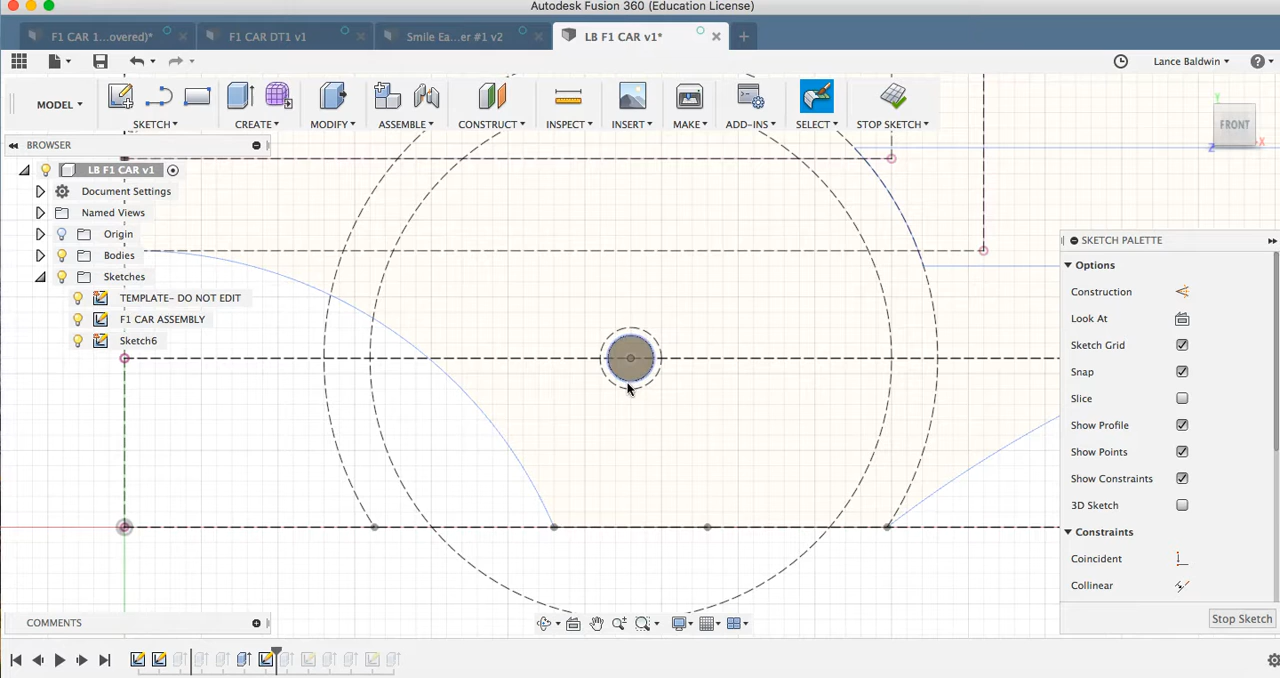 Autodesk Fusion 360 (Education License)
F1 CAR 1...overed)*
F1 CAR DT1 v1
Smile Ea...er #1 v2
LB F1 CAR v1*
Lance Baldwin
MODEL
SKETCH
CREATE
MODIFY
ASSEMBLE
CONSTRUCT
INSPECT
INSERT
MAKE
ADD-INS
SELECT
STOP SKETCH
FRONT
Y
X
Z
BROWSER
LB F1 CAR v1
Document Settings
Named Views
Origin
Bodies
Sketches
TEMPLATE- DO NOT EDIT
F1 CAR ASSEMBLY
Sketch6
SKETCH PALETTE
Options
Construction
Look At
Sketch Grid
Snap
Slice
Show Profile
Show Points
Show Constraints
3D Sketch
Constraints
Coincident
Collinear
Stop Sketch
COMMENTS